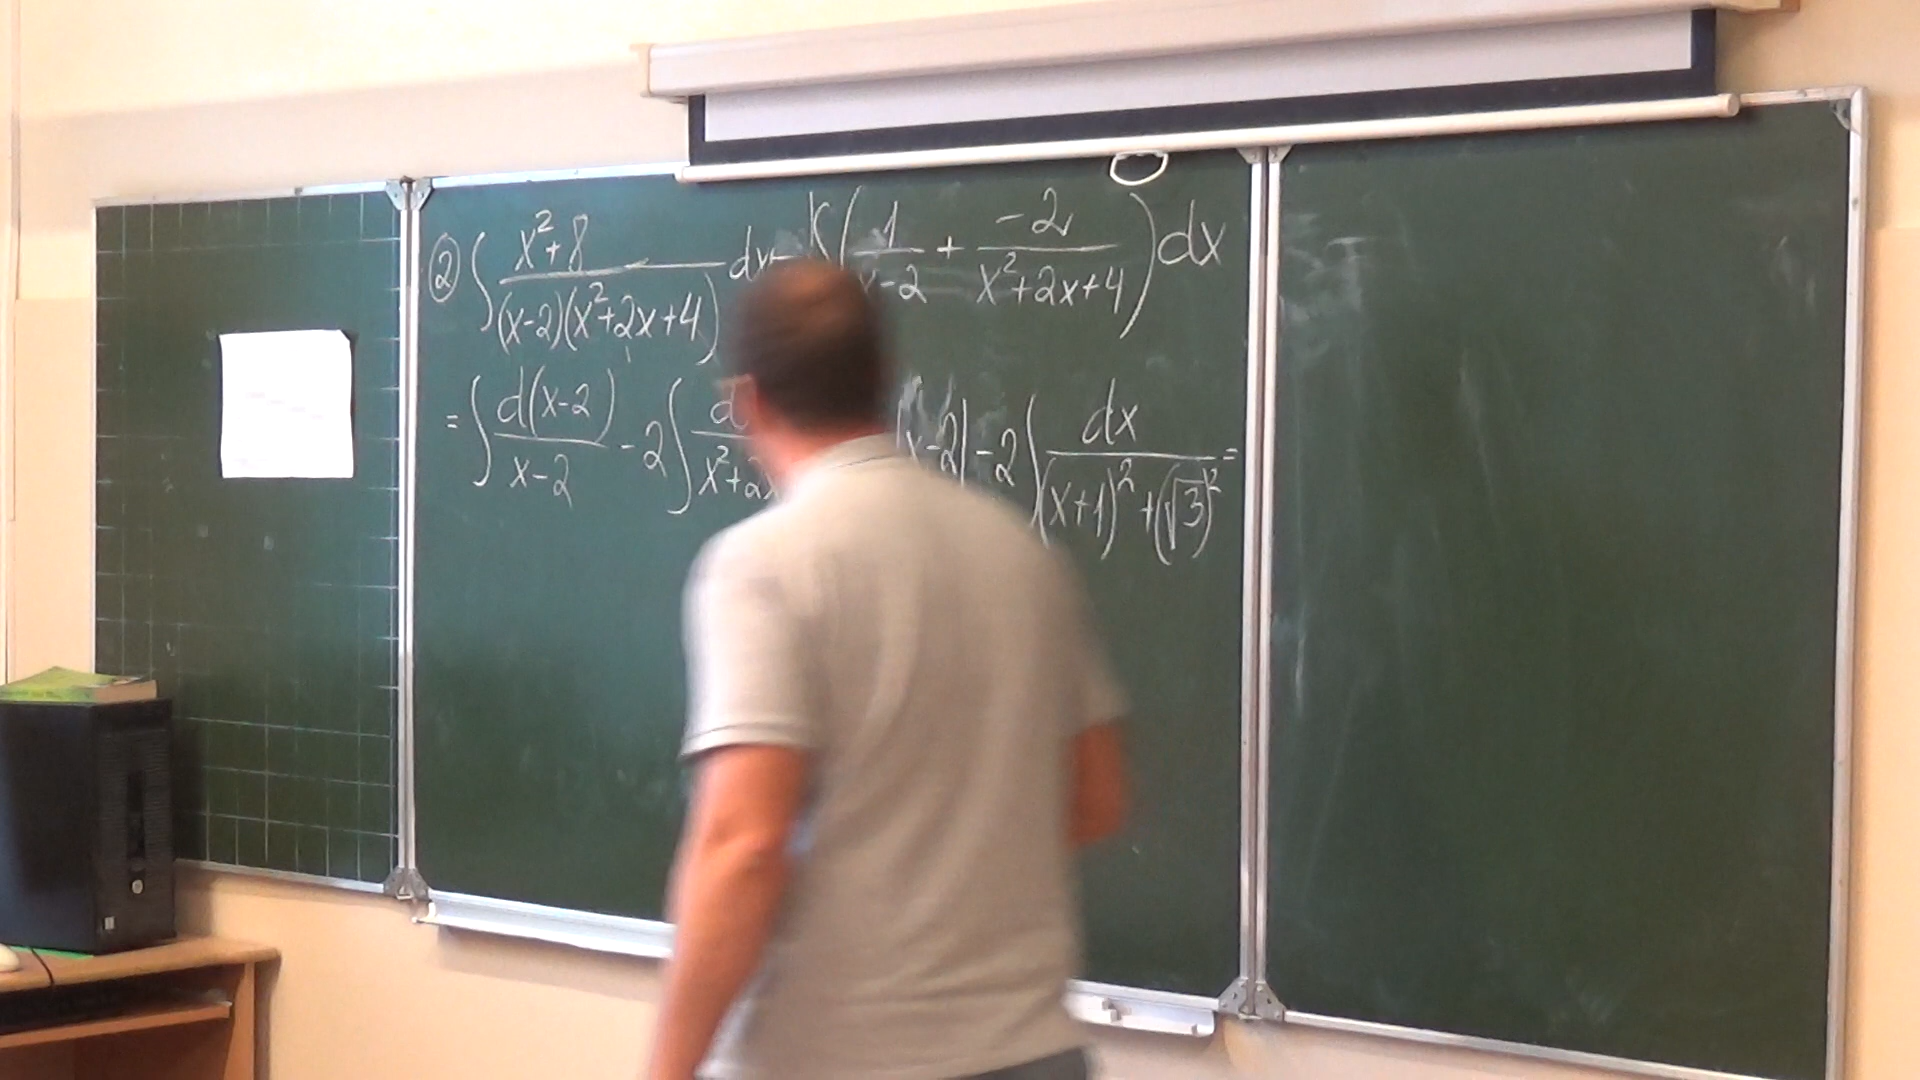 ② ∫ x²+8 / (x-2)(x²+2x+4) dx = ∫( 1 / x-2 + -2 / x²+2x+4 ) dx
= ∫ d(x-2) / x-2 - 2 ∫ d / x²+2x |x-2| - 2 ∫ dx / (x+1)² + (√3)² =